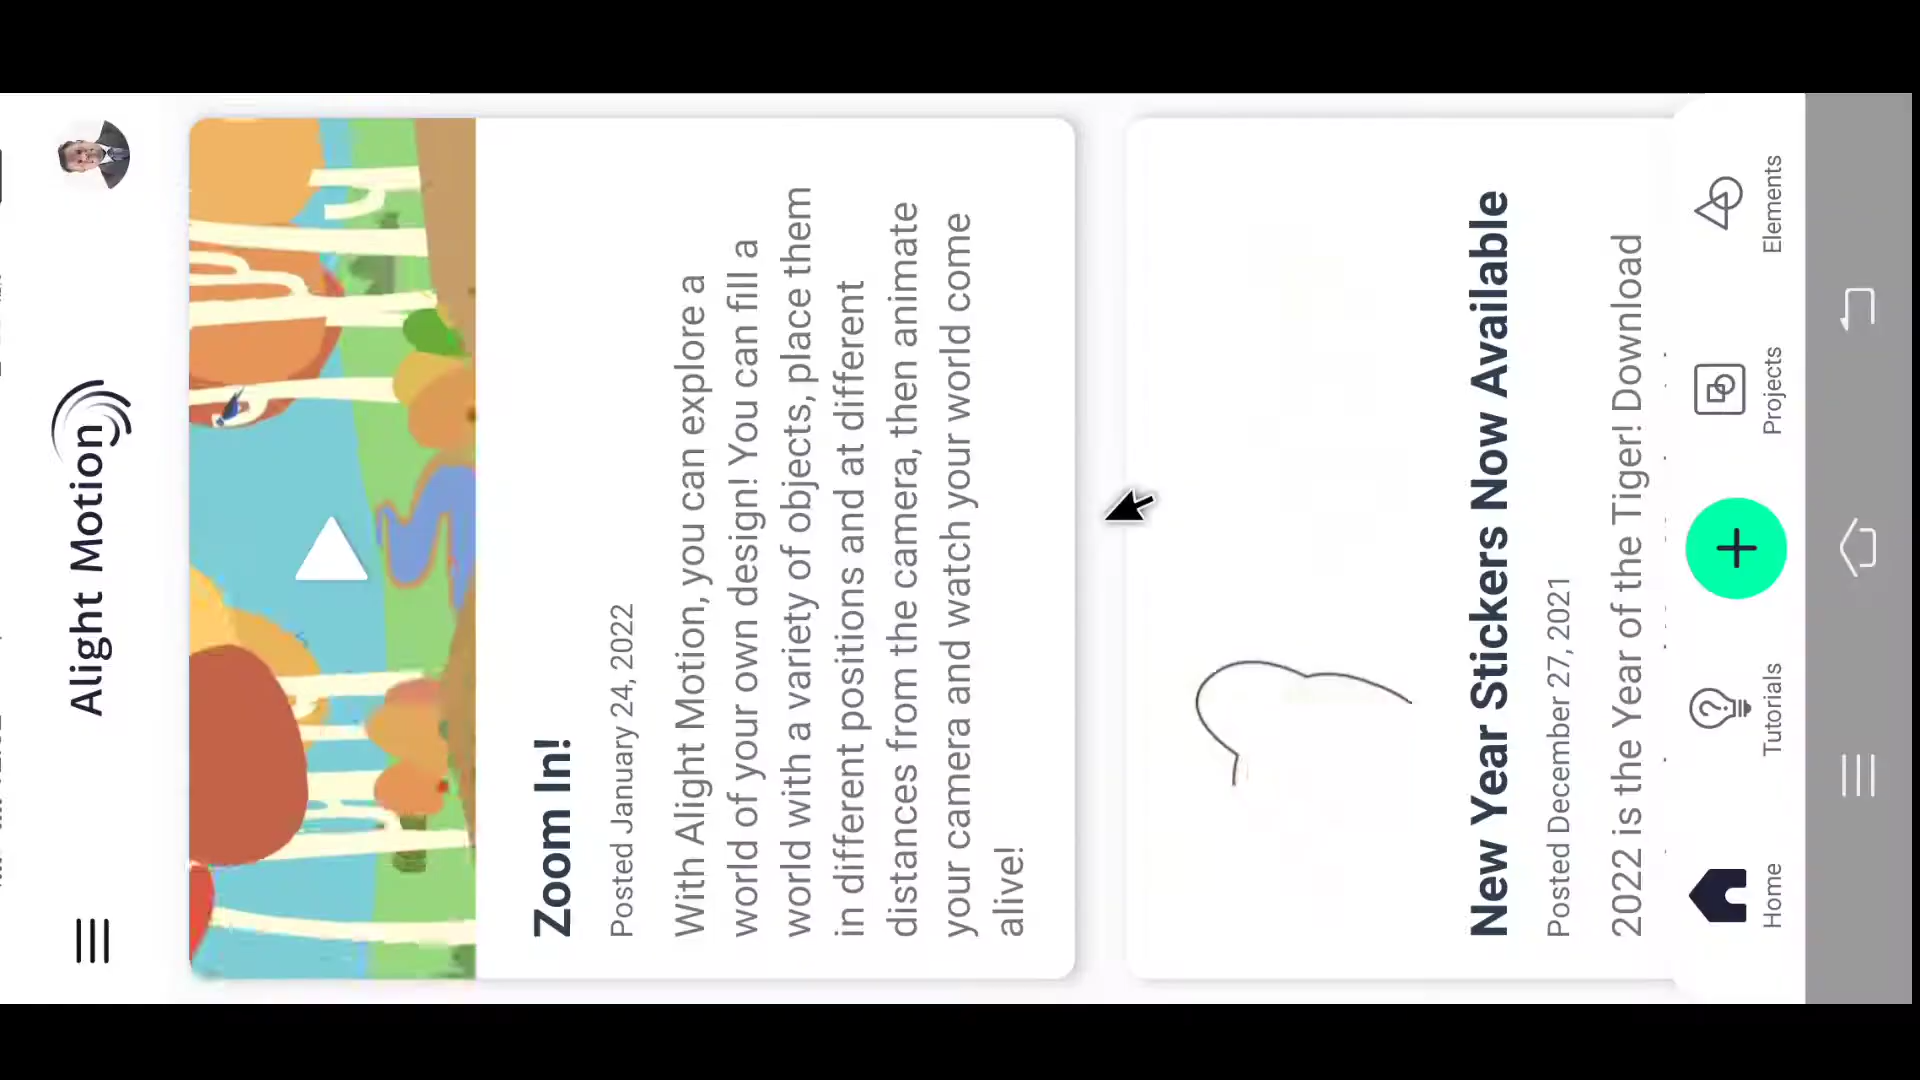 Alight Motion
Zoom In!
Posted January 24, 2022
With Alight Motion, you can explore a
world of your own design! You can fill a
world with a variety of objects, place them
in different positions and at different
distances from the camera, then animate
your camera and watch your world come
alive!
New Year Stickers Now Available
Posted December 27, 2021
2022 is the Year of the Tiger! Download
Home
Tutorials
Projects
Elements